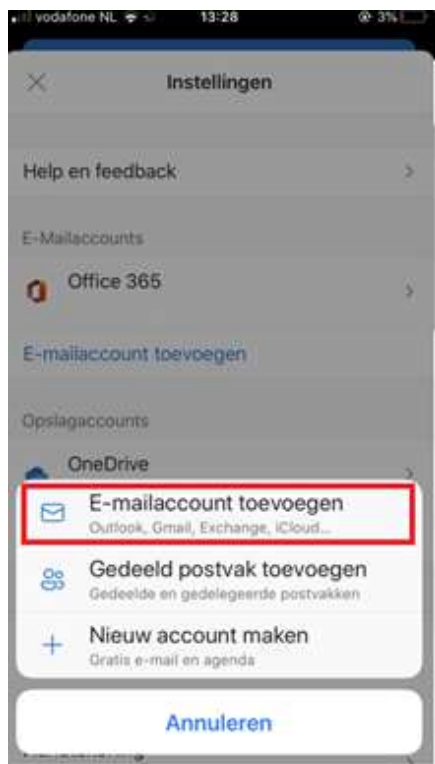 vodafone NL 13:28 3%
Instellingen
Help en feedback
E-Mailaccounts
Office 365
E-mailaccount toevoegen
Opslagaccounts
OneDrive
E-mailaccount toevoegen
Outlook, Gmail, Exchange, iCloud...
Gedeeld postvak toevoegen
Gedeelde en gedelegeerde postvakken
Nieuw account maken
Gratis e-mail en agenda
Annuleren